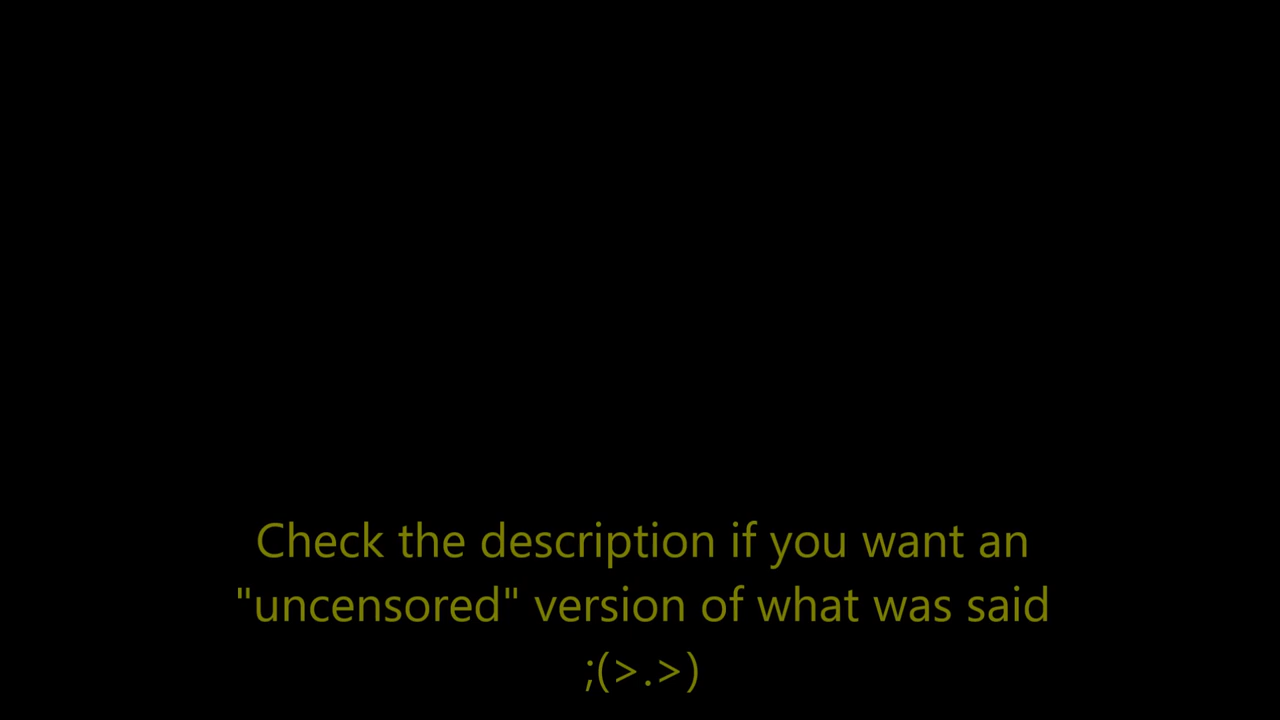 Check the description if you want an
"uncensored" version of what was said
;(>.>)